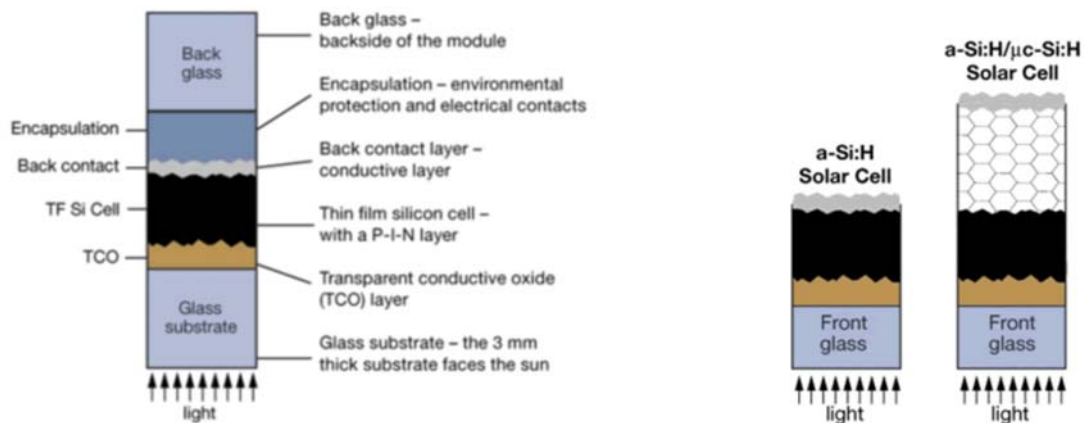 Back glass –
backside of the module
Back
glass
Encapsulation – environmental
protection and electrical contacts
Encapsulation
Back contact
Back contact layer –
conductive layer
TF Si Cell
Thin film silicon cell –
with a P-I-N layer
TCO
Transparent conductive oxide
(TCO) layer
Glass
substrate
Glass substrate – the 3 mm
thick substrate faces the sun
light
a-Si:H
Solar Cell
Front
glass
light
a-Si:H/μc-Si:H
Solar Cell
Front
glass
light